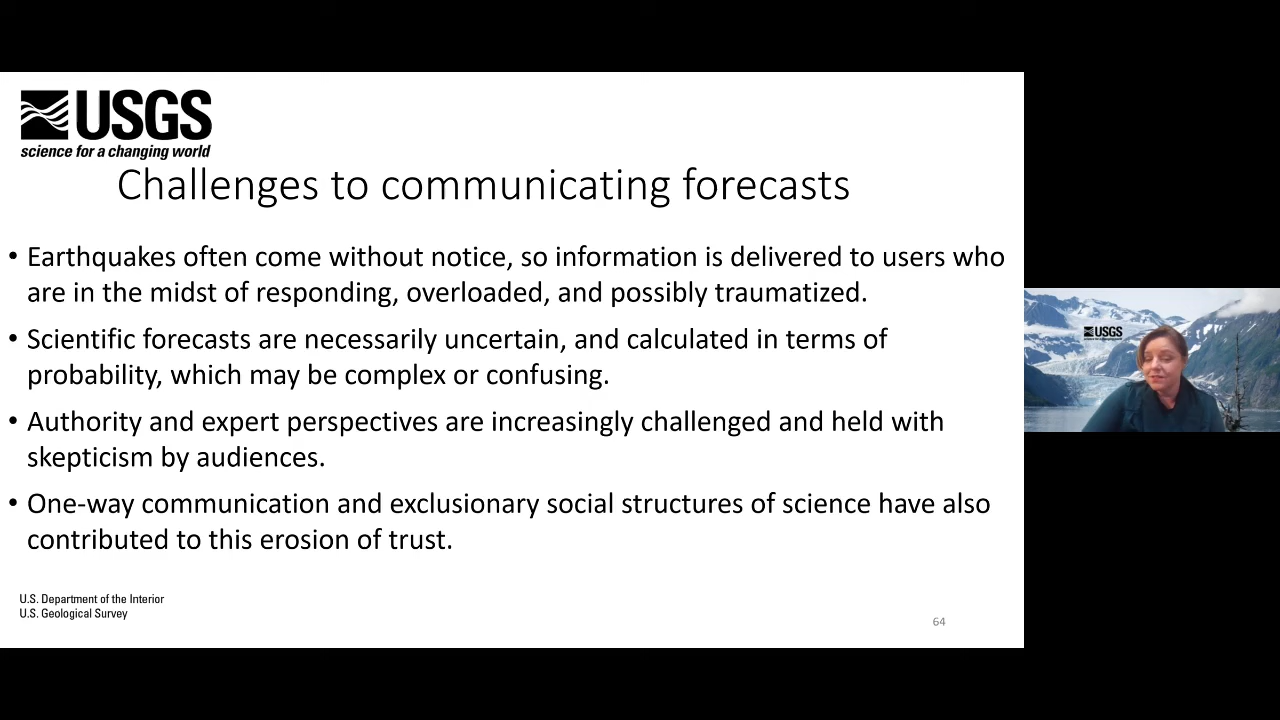 USGS
science for a changing world
Challenges to communicating forecasts
• Earthquakes often come without notice, so information is delivered to users who
are in the midst of responding, overloaded, and possibly traumatized.
• Scientific forecasts are necessarily uncertain, and calculated in terms of
probability, which may be complex or confusing.
• Authority and expert perspectives are increasingly challenged and held with
skepticism by audiences.
• One-way communication and exclusionary social structures of science have also
contributed to this erosion of trust.
U.S. Department of the Interior
U.S. Geological Survey
64
USGS
science for a changing world